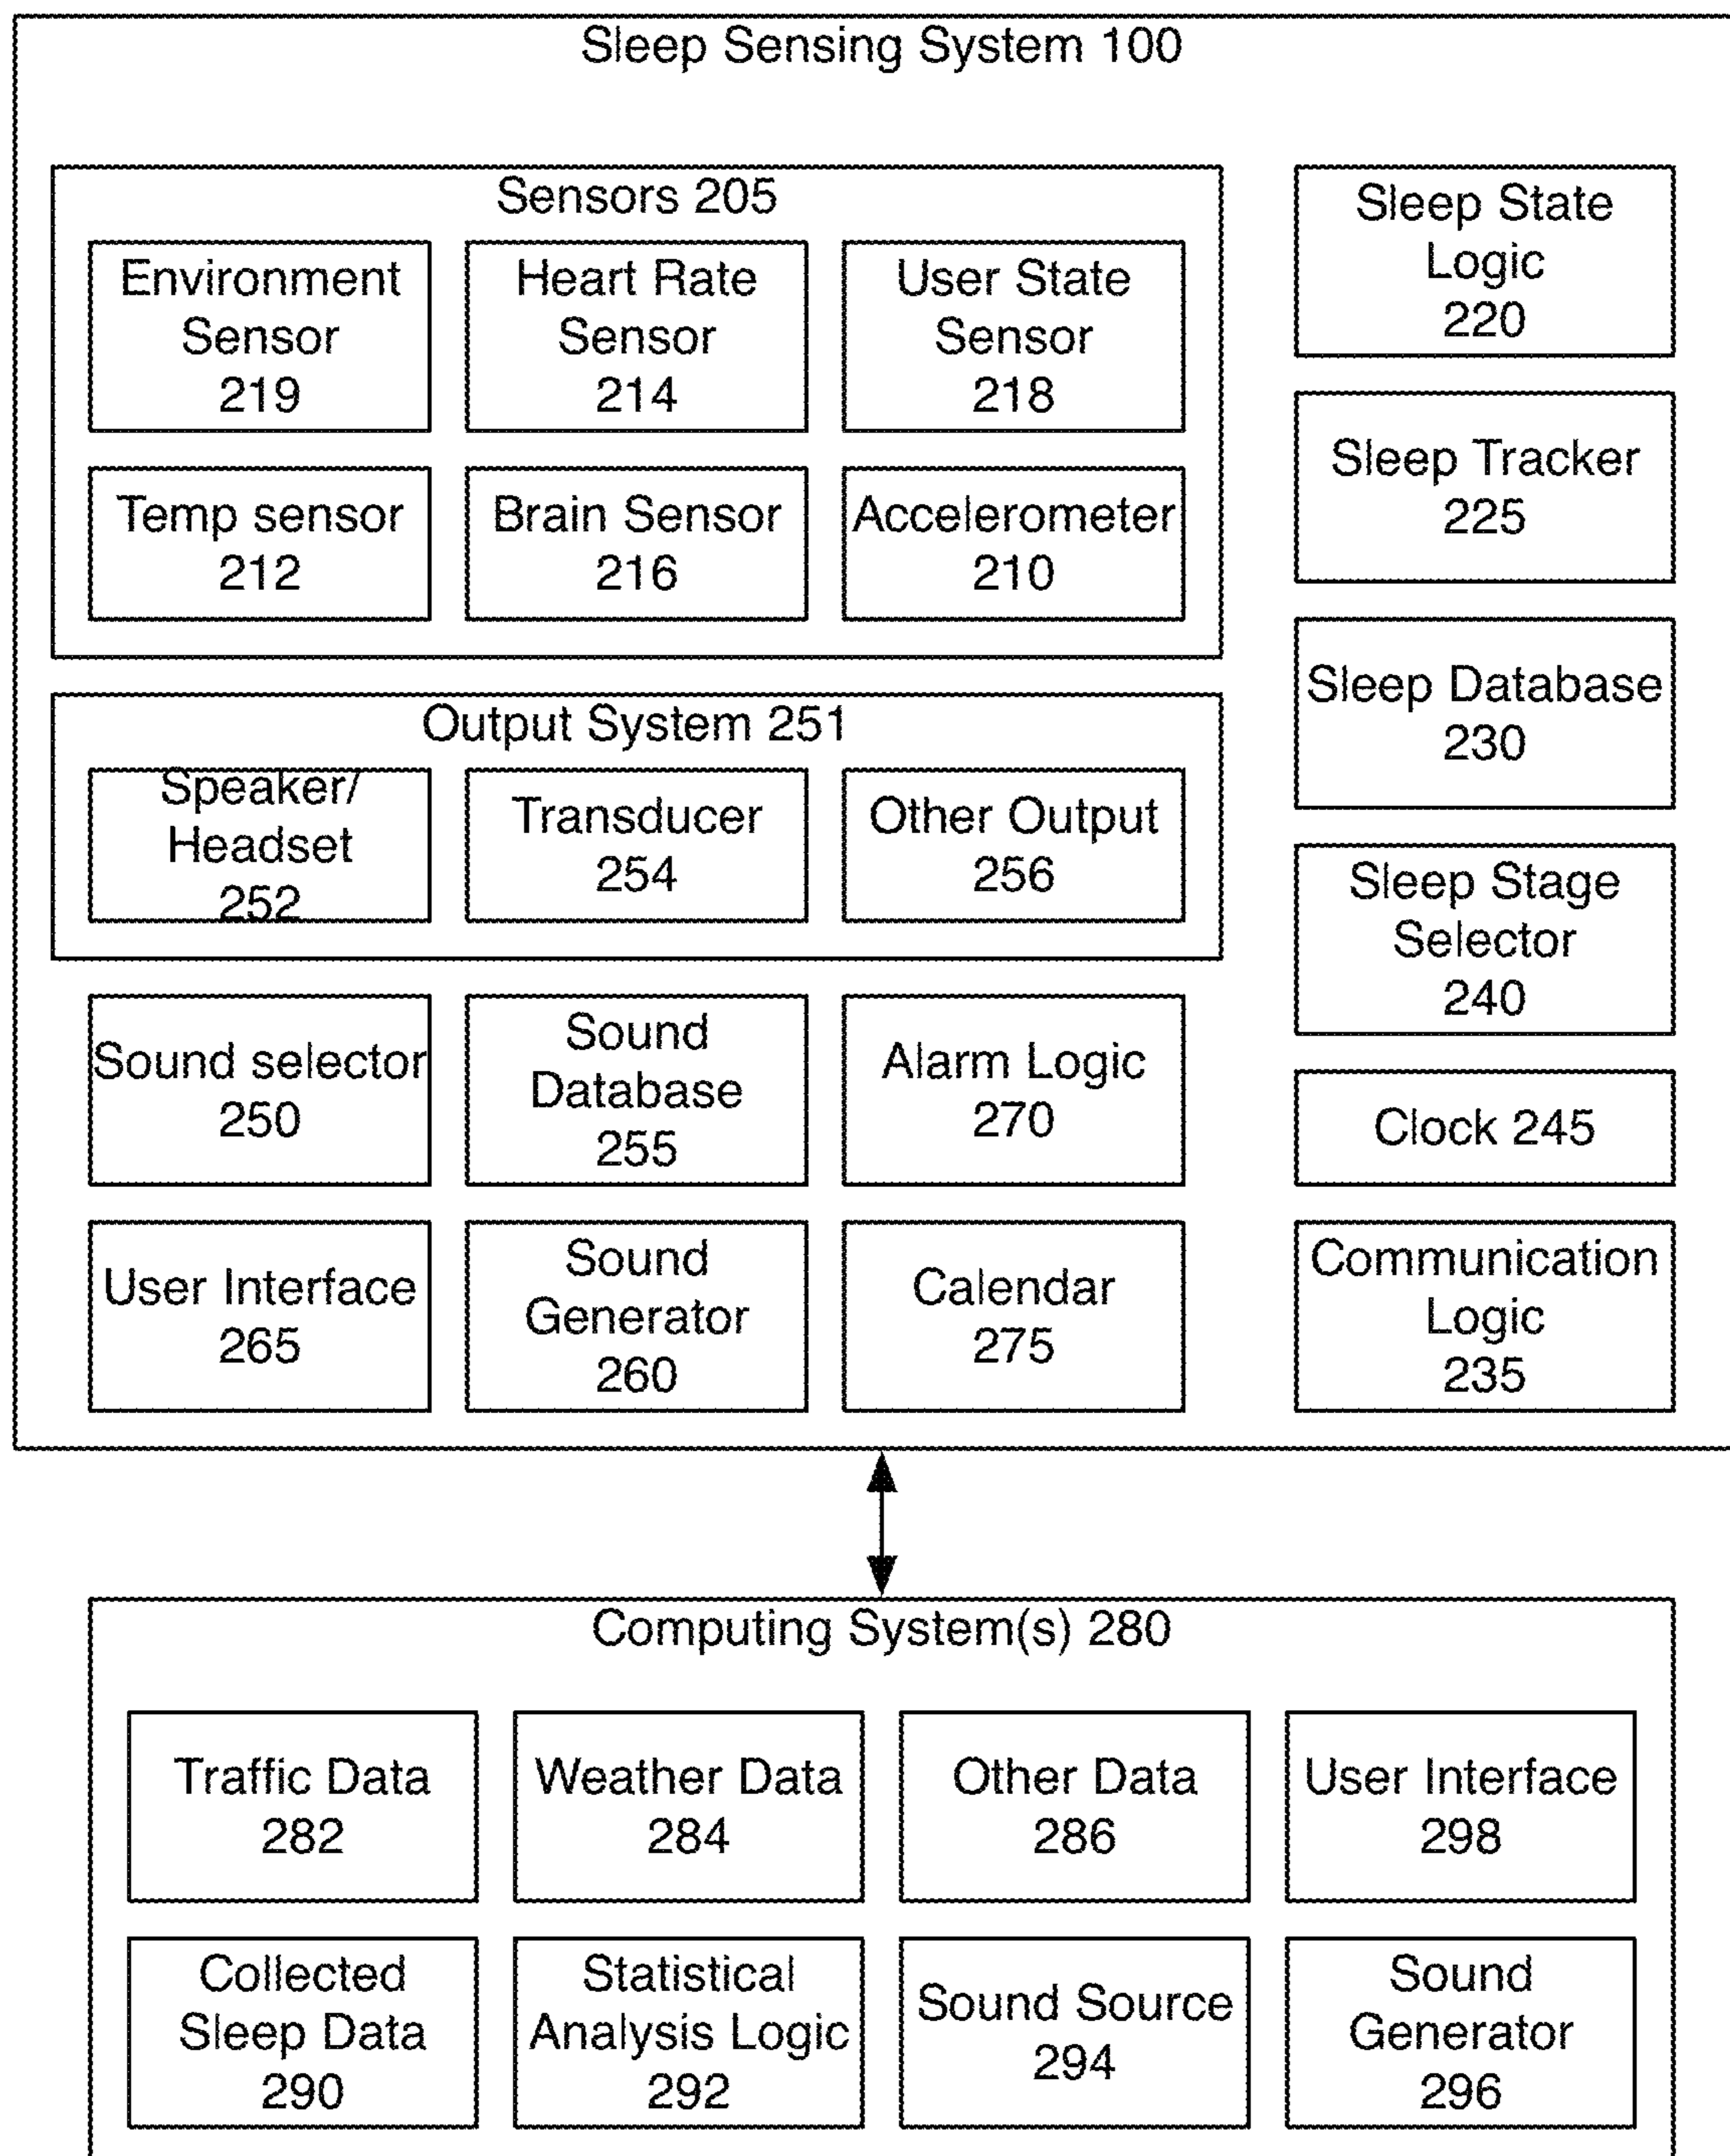 Sleep Sensing System 100
Sensors 205
Environment
Sensor
219
Heart Rate
Sensor
214
User State
Sensor
218
Temp sensor
212
Brain Sensor
216
Accelerometer
210
Output System 251
Speaker/
Headset
252
Transducer
254
Other Output
256
Sound selector
250
Sound
Database
255
Alarm Logic
270
User Interface
265
Sound
Generator
260
Calendar
275
Sleep State
Logic
220
Sleep Tracker
225
Sleep Database
230
Sleep Stage
Selector
240
Clock 245
Communication
Logic
235
Computing System(s) 280
Traffic Data
282
Weather Data
284
Other Data
286
User Interface
298
Collected
Sleep Data
290
Statistical
Analysis Logic
292
Sound Source
294
Sound
Generator
296